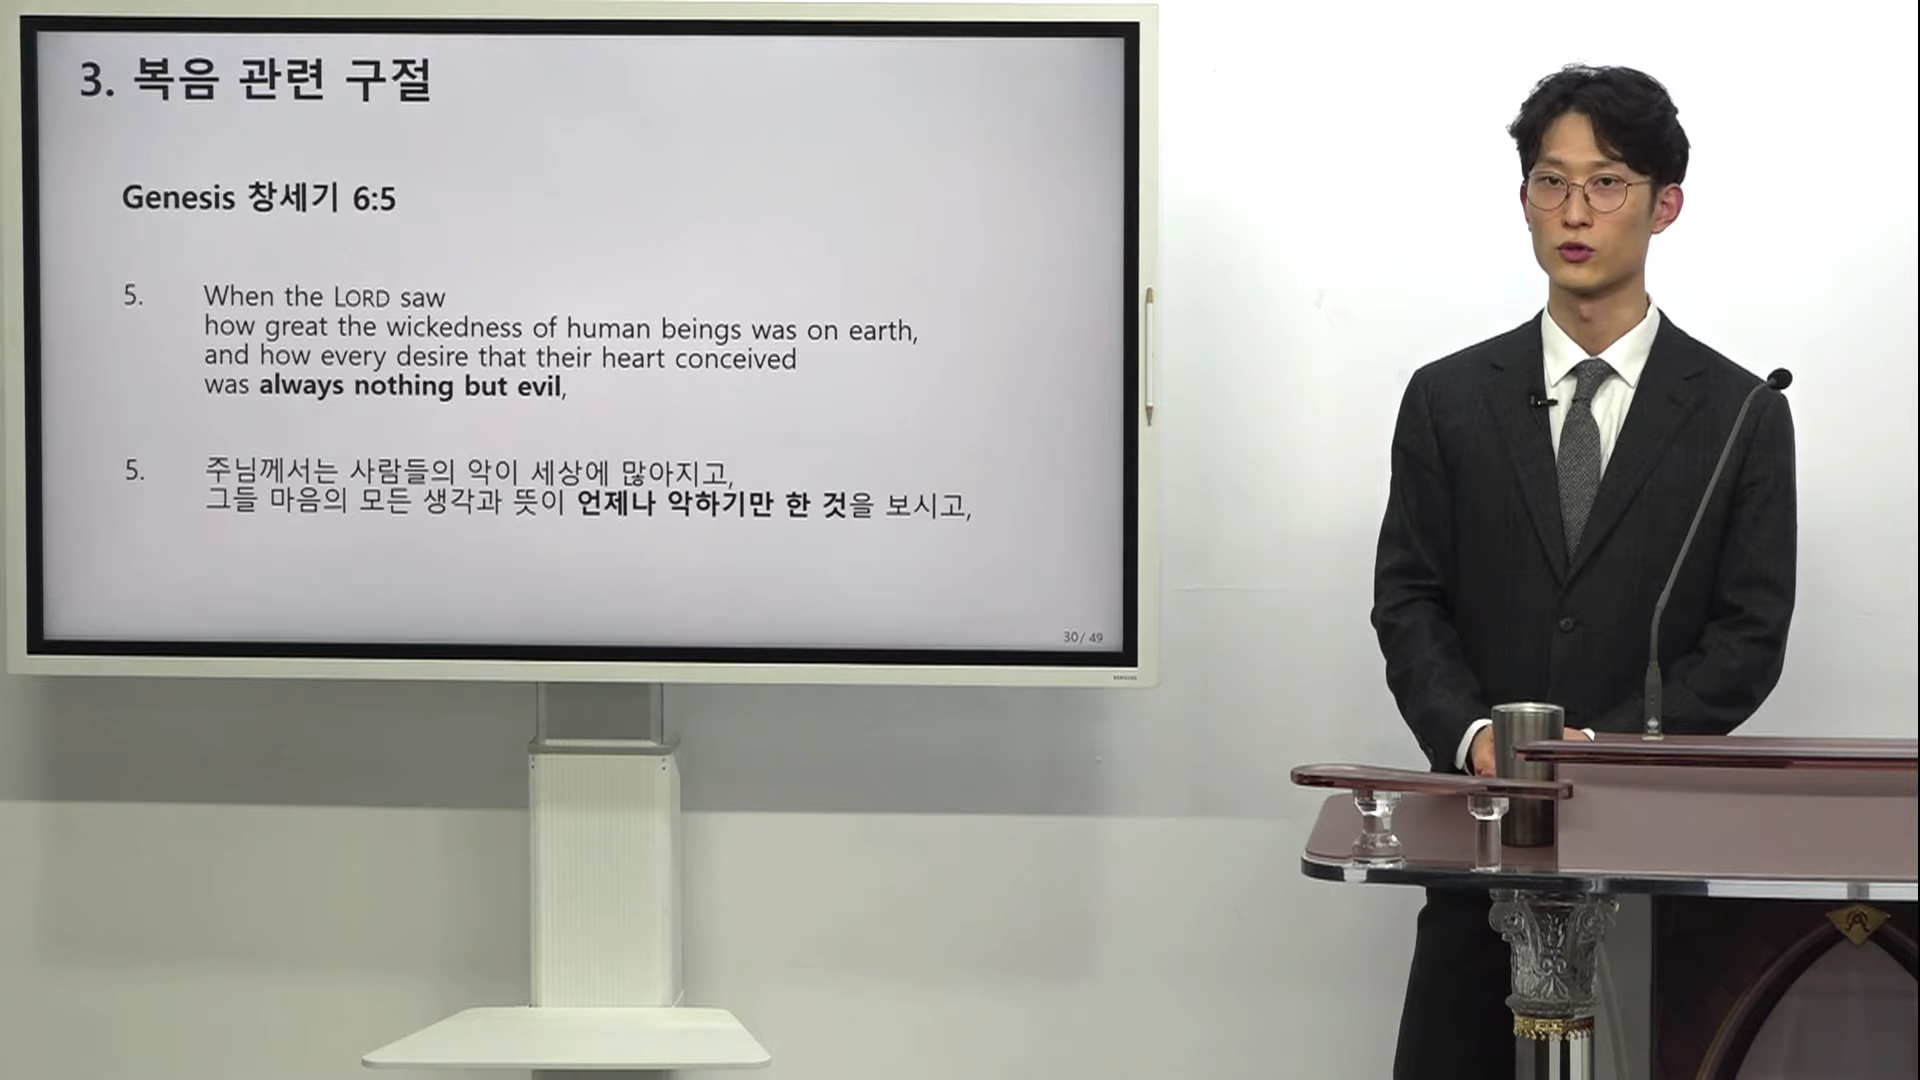 3. 복음 관련 구절
Genesis 창세기 6:5
5. When the LORD saw
how great the wickedness of human beings was on earth,
and how every desire that their heart conceived
was always nothing but evil,
5. 주님께서는 사람들의 악이 세상에 많아지고,
그들 마음의 모든 생각과 뜻이 언제나 악하기만 한 것을 보시고,
30/ 49
SAMSUNG